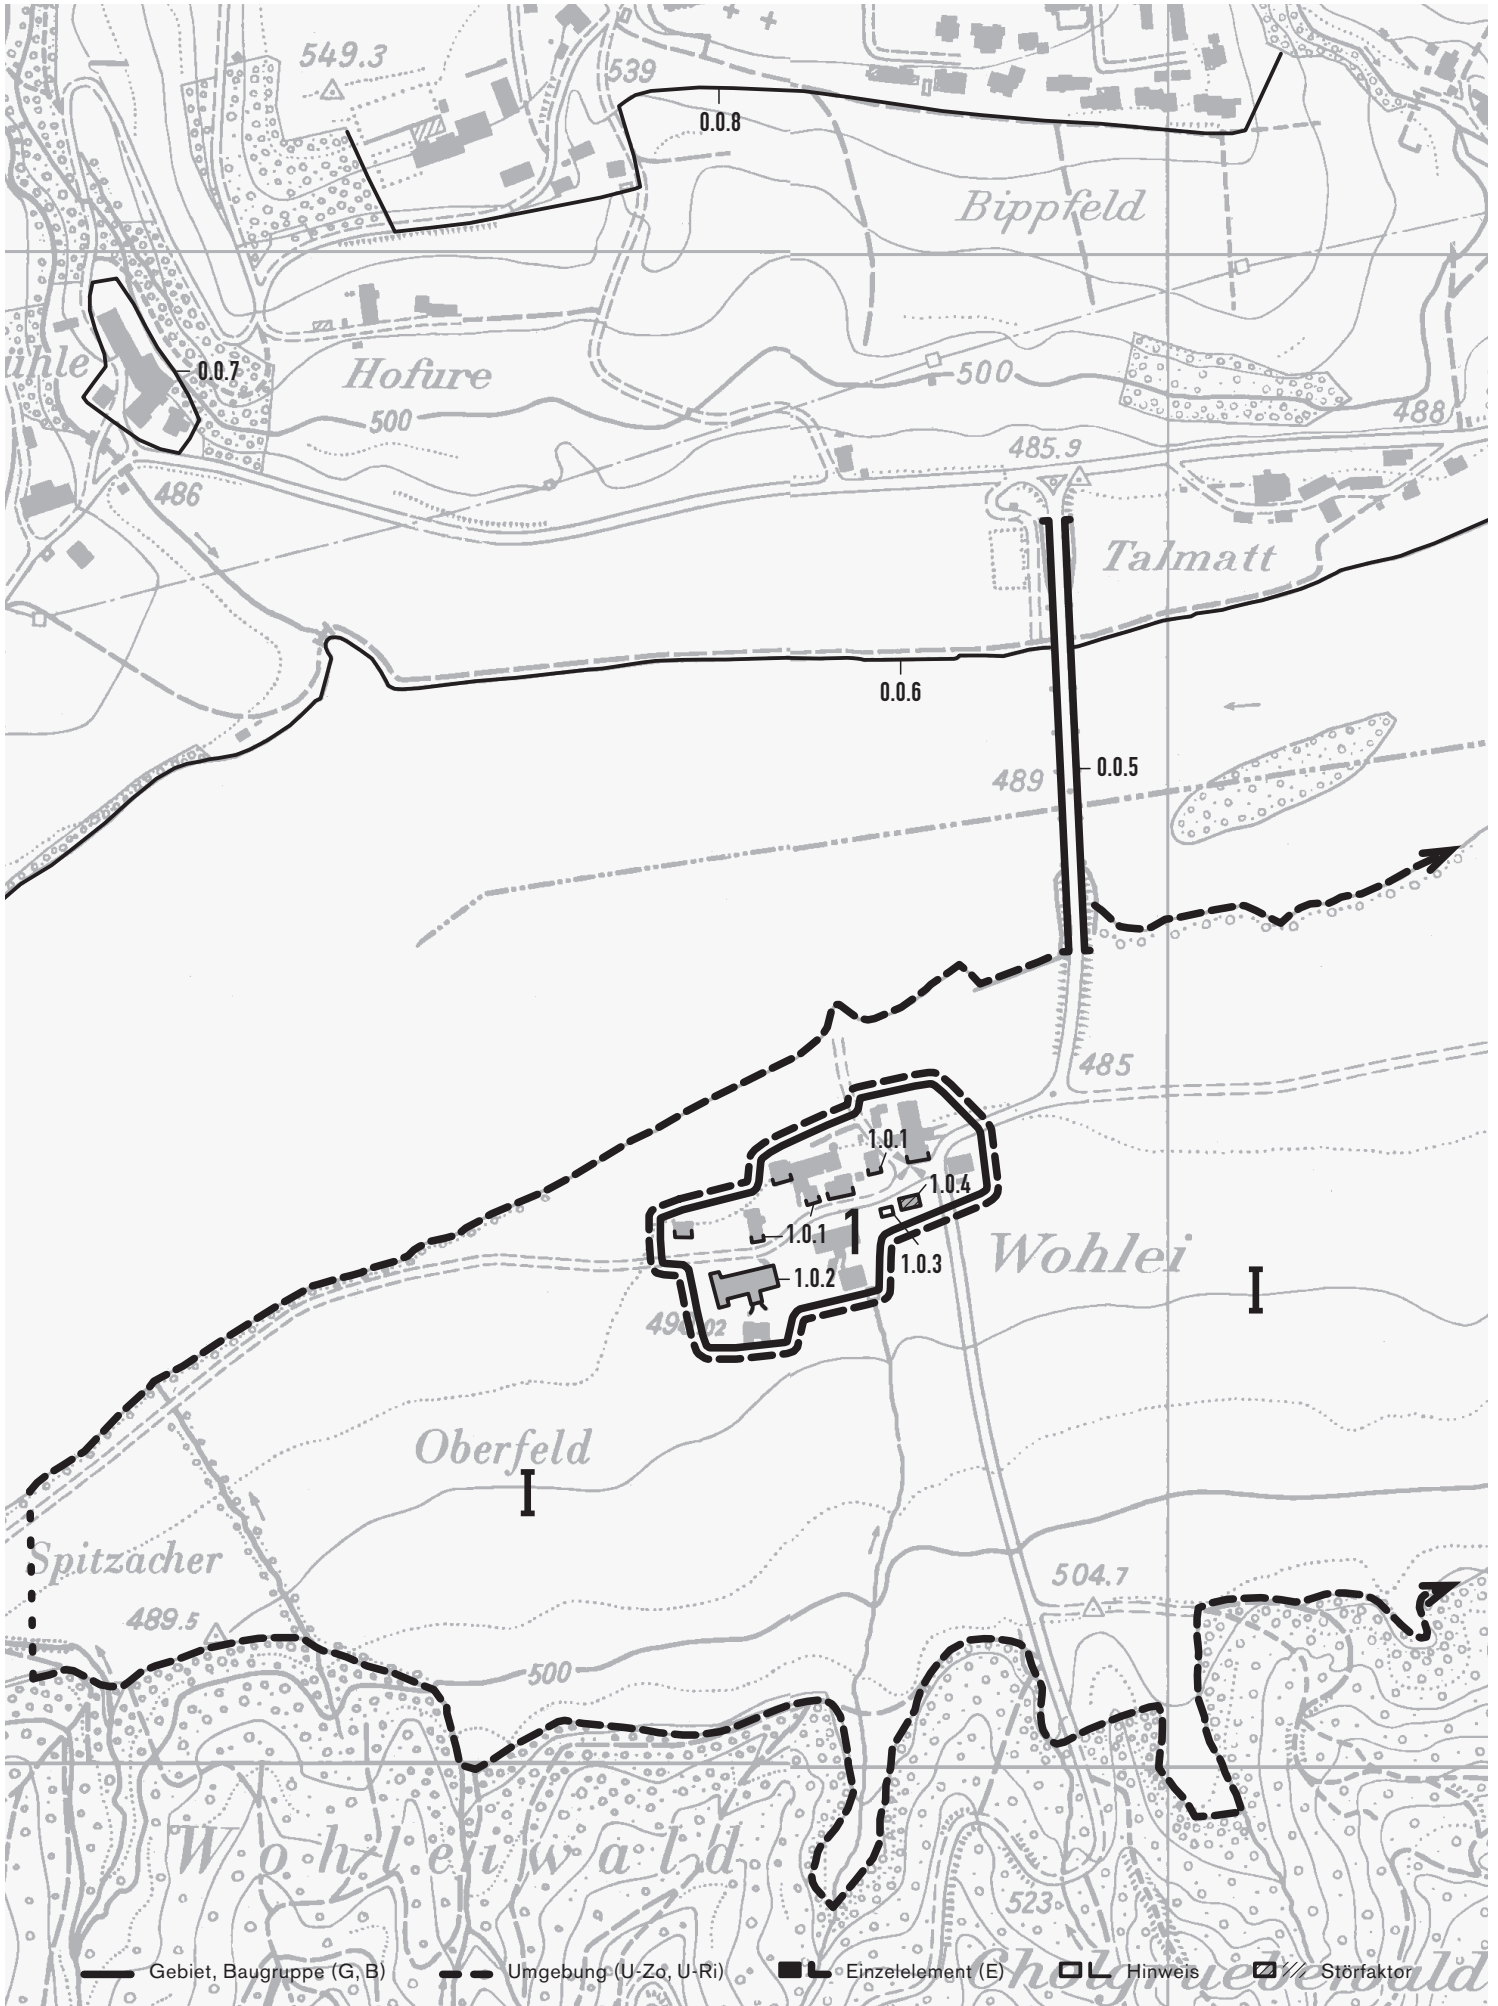 549.3
539
0.0.8
Bippfeld
ühle
0.0.7
Hofure
500
500
488
485.9
486
Talmatt
0.0.6
489
0.0.5
485
1.0.1
1.0.4
1.0.1
1
1.0.3
Wohlei
1.0.2
I
Oberfeld
I
Spitzacher
504.7
489.5
500
Wohleiwald
523
Gebiet, Baugruppe (G, B)
Umgebung (U-Zo, U-Ri)
Einzelelement (E)
Hinweis
Störfaktor